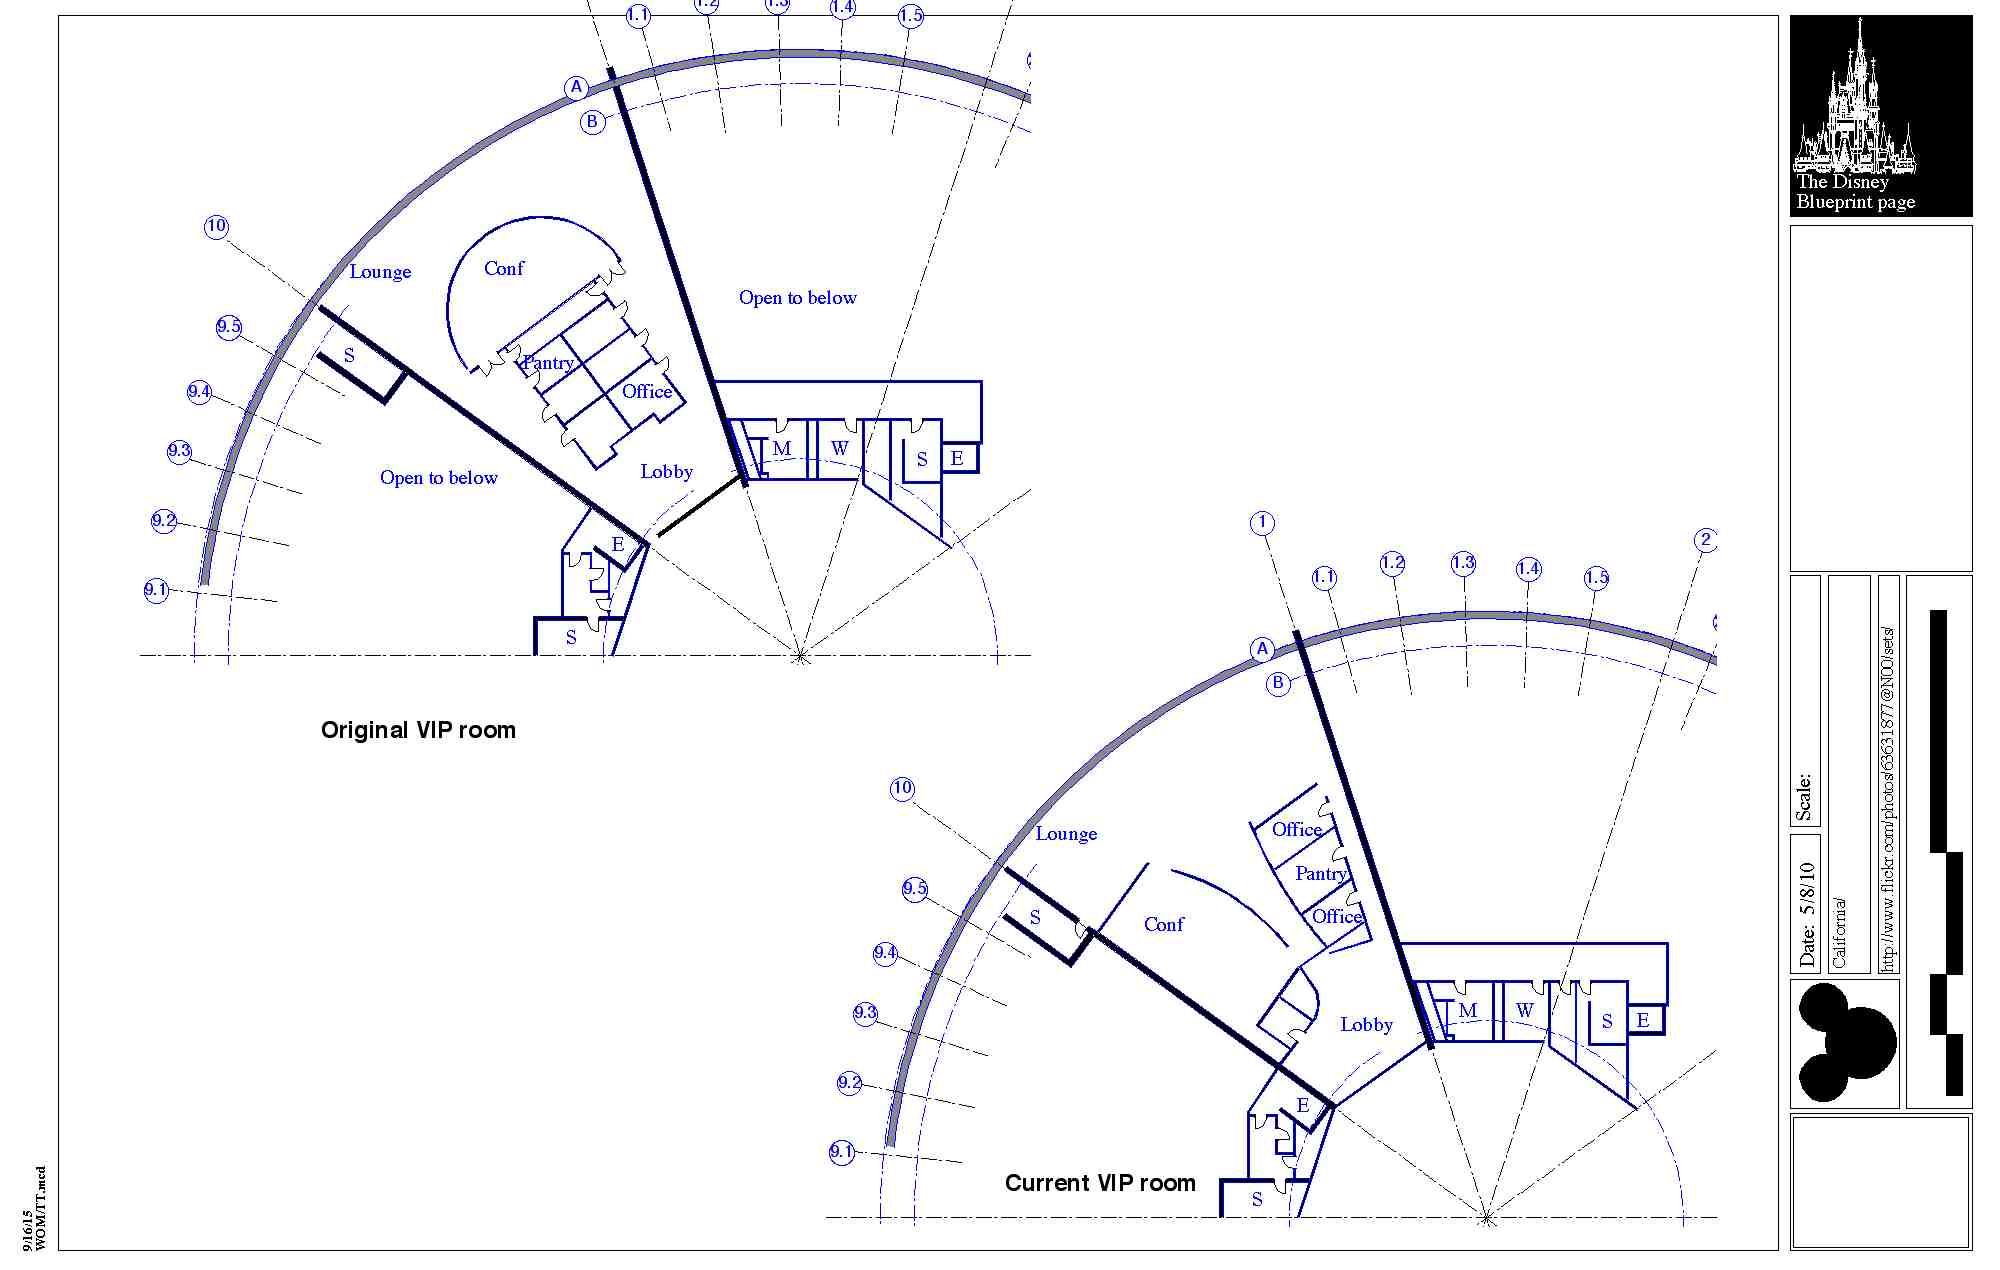 1.1
1.2
1.3
1.4
1.5
A
B
10
Lounge
Conf
Open to below
9.5
S
Pantry
Office
9.4
9.3
M
W
S
E
Open to below
Lobby
9.2
E
9.1
S
Original VIP room
1
2
1.1
1.2
1.3
1.4
1.5
A
B
10
Lounge
Office
Pantry
Office
9.5
S
Conf
9.4
9.3
Lobby
M
W
S
E
9.2
E
9.1
S
Current VIP room
The Disney
Blueprint page
Scale:
Date: 5/8/10
California/
http://www.flickr.com/photos/63631877@N00/sets/
9/16/15
WOM/TT.mcd